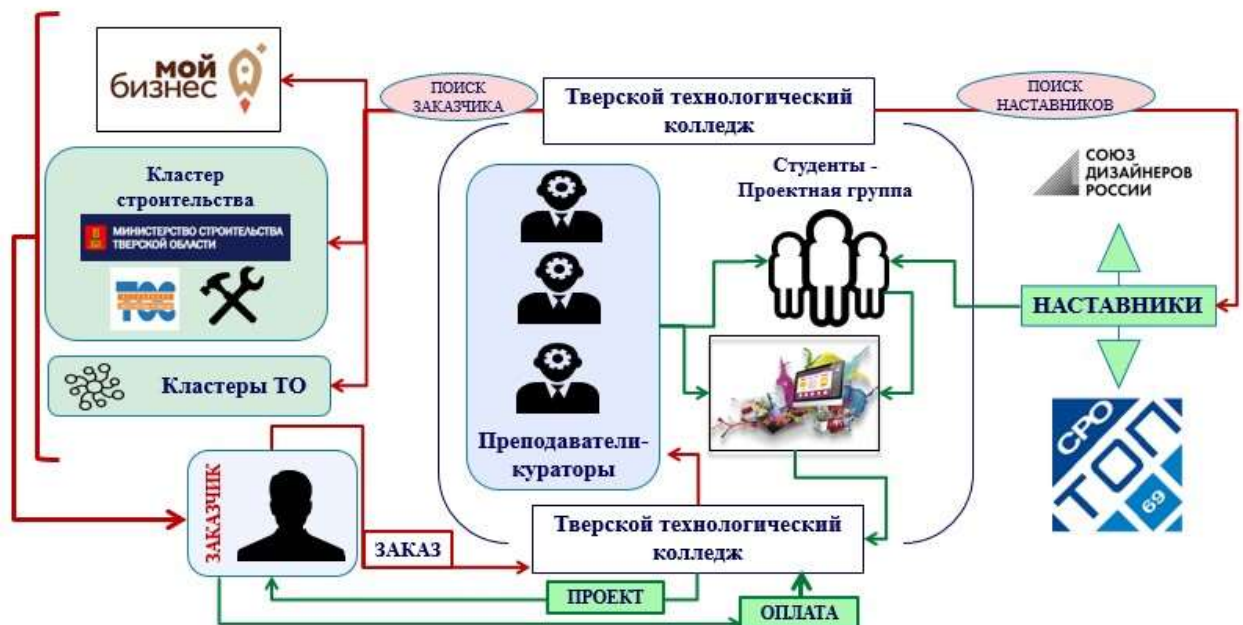 мой
бизнес
ПОИСК
ЗАКАЗЧИКА
Тверской технологический
колледж
ПОИСК
НАСТАВНИКОВ
Кластер
строительства
МИНИСТЕРСТВО СТРОИТЕЛЬСТВА
ТВЕРСКОЙ ОБЛАСТИ
Кластеры ТО
Студенты -
Проектная группа
СОЮЗ
ДИЗАЙНЕРОВ
РОССИИ
НАСТАВНИКИ
СРО
ТОП
69
Преподаватели-
кураторы
ЗАКАЗЧИК
ЗАКАЗ
Тверской технологический
колледж
ПРОЕКТ
ОПЛАТА